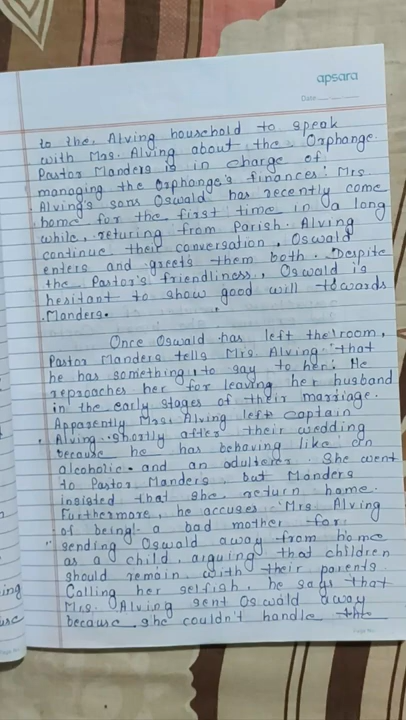 apsara
Date
to the, Alving household to speak
with Mrs. Alving about the Orphange.
Pastor Manders is in charge of
managing the Orphange's finances. Mrs
Alving's sons Oswald has recently come
home for the first time in a long
while, returing from Parish. Alving
continue their conversation, Oswald
enters and greets them both. Despite
the Pastor's friendliness, Oswald is
hesitant to show good will towards
Manders.
Once Oswald has left the room,
Pastor Manders tells Mrs. Alving that
he has something to say to her: He
reproaches her for leaving her husband
in the early stages of their marriage.
Apparently Mrs. Alving left captain
Alving shortly after their wedding
because he has behaving like an
alcoholic and an adulterer. She went
to Pastor Manders, but Manders
insisted that she return home.
Furthermore, he accuses Mrs Alving
of being a bad mother for
sending Oswald away from home
as a child, arguing that children
should remain with their parents.
Calling her selfish, he says that
Mrs. Alving sent Oswald away
because she couldn't handle the
ing